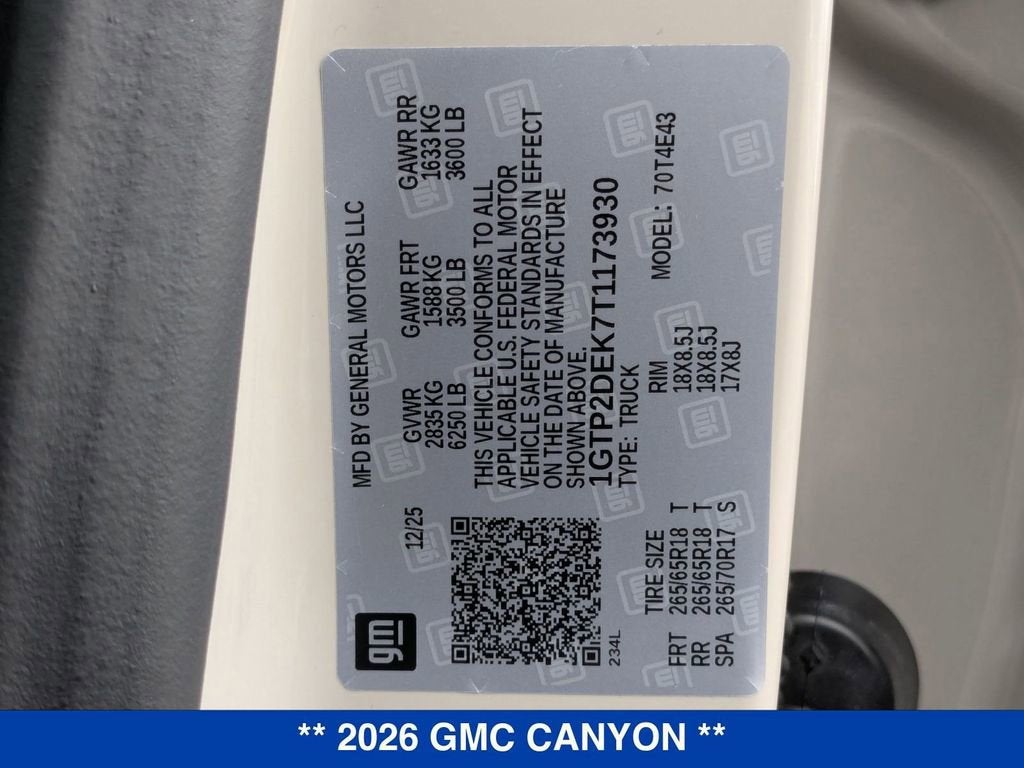 gm
MFD BY GENERAL MOTORS LLC
12/25
GVWR GAWR FRT GAWR RR
2835 KG 1588 KG 1633 KG
6250 LB 3500 LB 3600 LB
THIS VEHICLE CONFORMS TO ALL
APPLICABLE U.S. FEDERAL MOTOR
VEHICLE SAFETY STANDARDS IN EFFECT
ON THE DATE OF MANUFACTURE
SHOWN ABOVE.
1GTP2DEK7T1173930
234L
TYPE: TRUCK
MODEL: 70T4E43
TIRE SIZE RIM
FRT 265/65R18 T 18X8.5J
RR 265/65R18 T 18X8.5J
SPA 265/70R17 S 17X8J
** 2026 GMC CANYON **